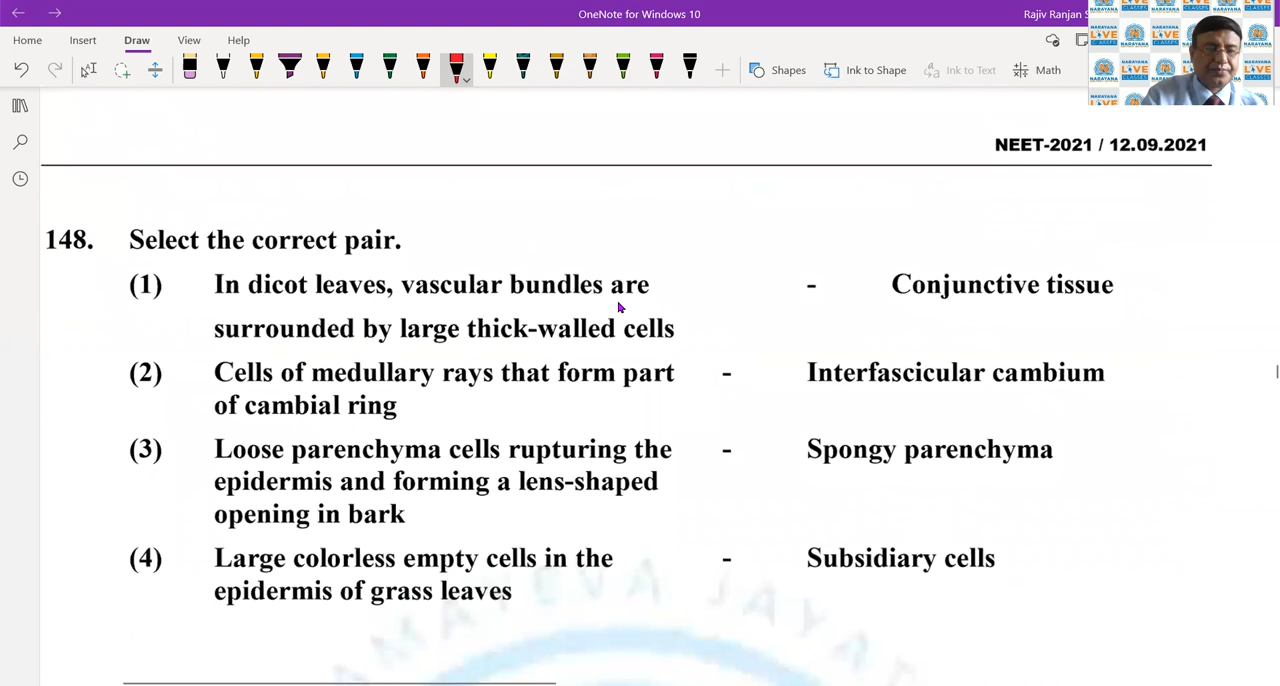 OneNote for Windows 10
Rajiv Ranjan S
Home Insert Draw View Help
Shapes Ink to Shape Ink to Text Math
NEET-2021 / 12.09.2021
148. Select the correct pair.
(1) In dicot leaves, vascular bundles are - Conjunctive tissue
surrounded by large thick-walled cells
(2) Cells of medullary rays that form part - Interfascicular cambium
of cambial ring
(3) Loose parenchyma cells rupturing the - Spongy parenchyma
epidermis and forming a lens-shaped
opening in bark
(4) Large colorless empty cells in the - Subsidiary cells
epidermis of grass leaves